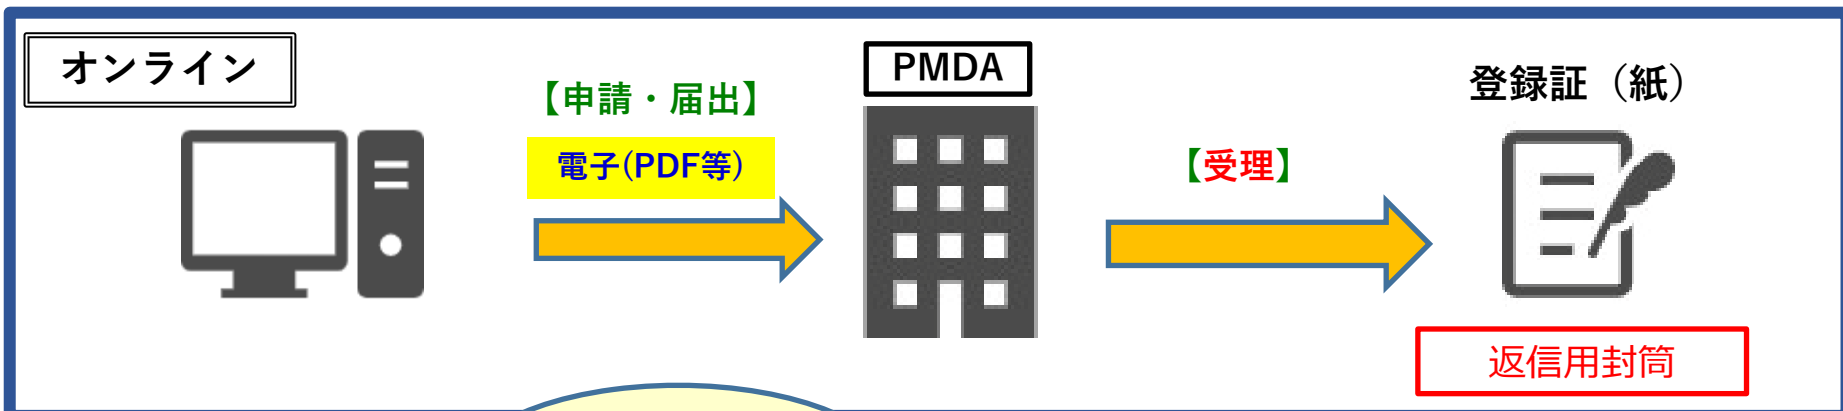 オンライン
【申請・届出】
電子(PDF等)
PMDA
【受理】
登録証（紙）
返信用封筒